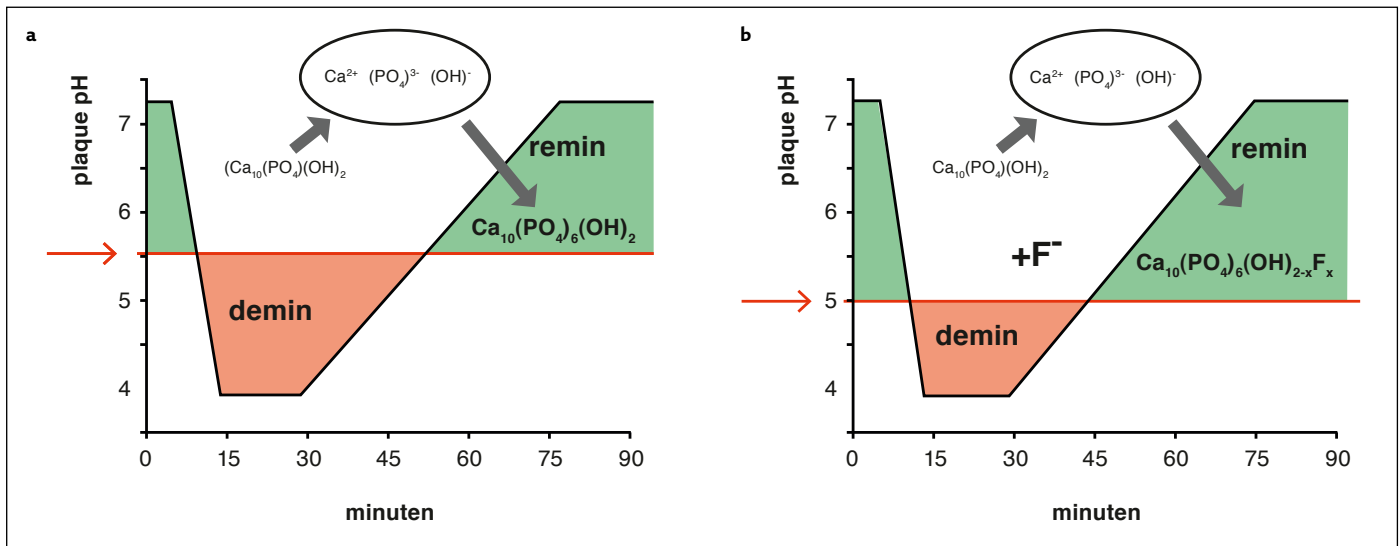 a
plaque pH
7
6
5
4
Ca²⁺ (PO₄)³⁻ (OH)⁻
(Ca₁₀(PO₄)(OH)₂
remin
Ca₁₀(PO₄)₆(OH)₂
demin
0 15 30 45 60 75 90
minuten
b
plaque pH
7
6
5
4
Ca²⁺ (PO₄)³⁻ (OH)⁻
Ca₁₀(PO₄)(OH)₂
remin
+F⁻
Ca₁₀(PO₄)₆(OH)₂₋ₓFₓ
demin
0 15 30 45 60 75 90
minuten